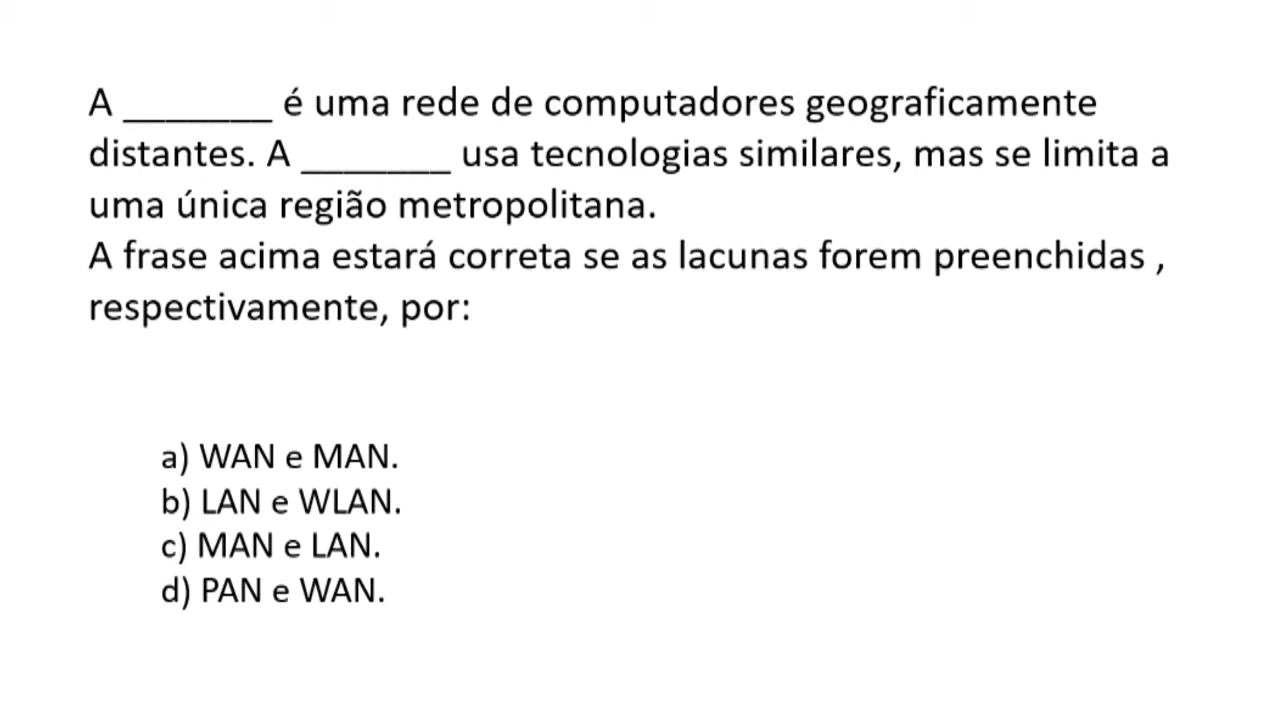 A _______ é uma rede de computadores geograficamente
distantes. A _______ usa tecnologias similares, mas se limita a
uma única região metropolitana.
A frase acima estará correta se as lacunas forem preenchidas ,
respectivamente, por:
a) WAN e MAN.
b) LAN e WLAN.
c) MAN e LAN.
d) PAN e WAN.